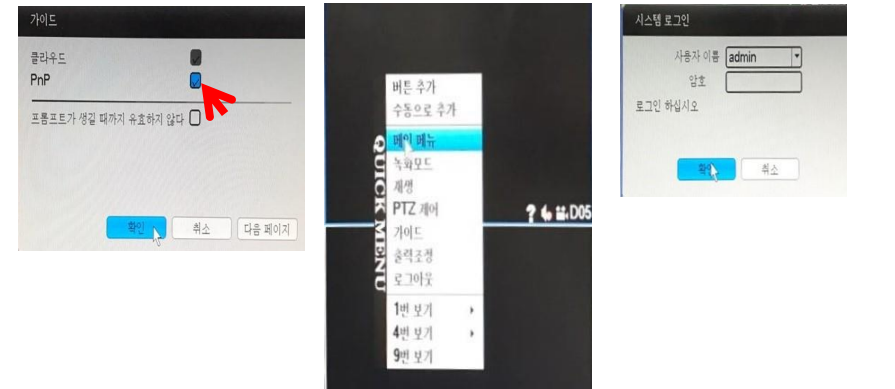 가이드
클라우드
PnP
프롬프트가 생길 때까지 유효하지 않다
확인
취소
다음 페이지
QUICK MENU
버튼 추가
수동으로 추가
메인 메뉴
녹화모드
재생
PTZ 제어
가이드
출력조정
로그아웃
1번 보기
4번 보기
9번 보기
D05
시스템 로그인
사용자 이름 admin
암호
로그인 하십시오
확인
취소